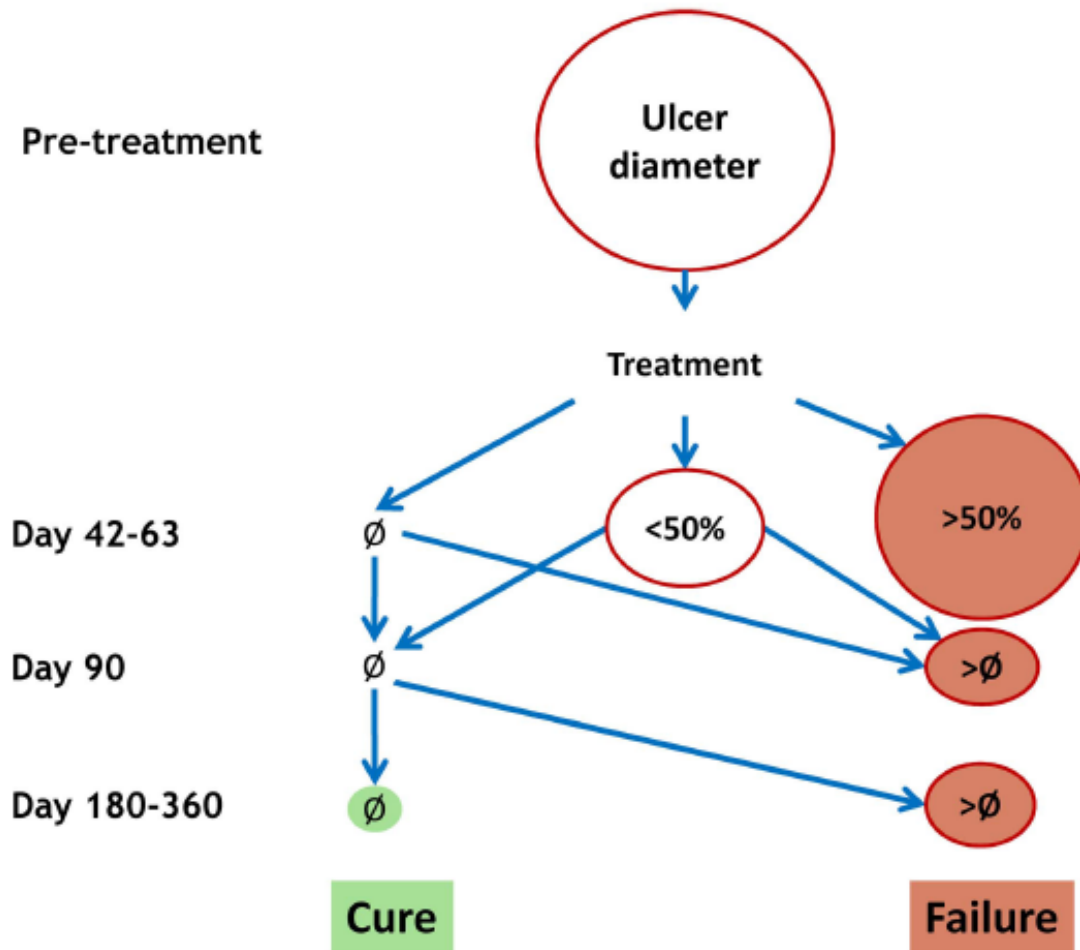 Pre-treatment
Ulcer
diameter
Treatment
Day 42-63
Ø
<50%
>50%
Day 90
Ø
>Ø
Day 180-360
Ø
>Ø
Cure
Failure